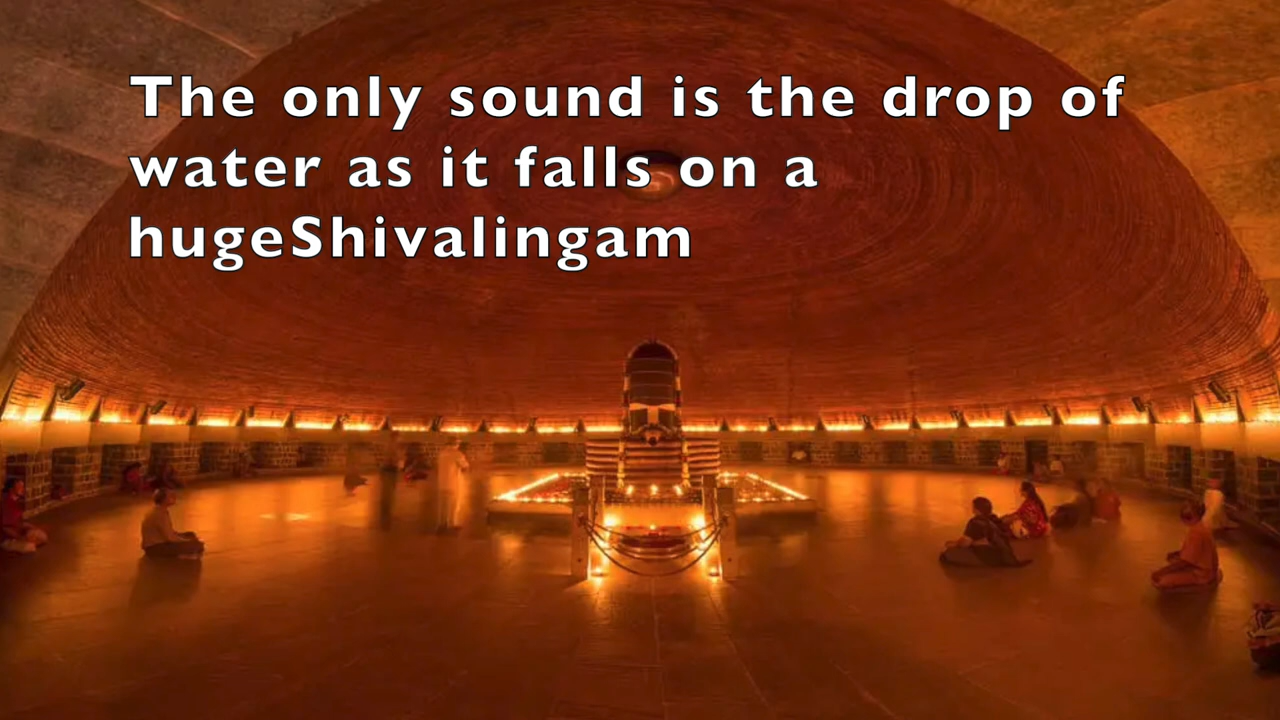 The only sound is the drop of
water as it falls on a
hugeShivalingam